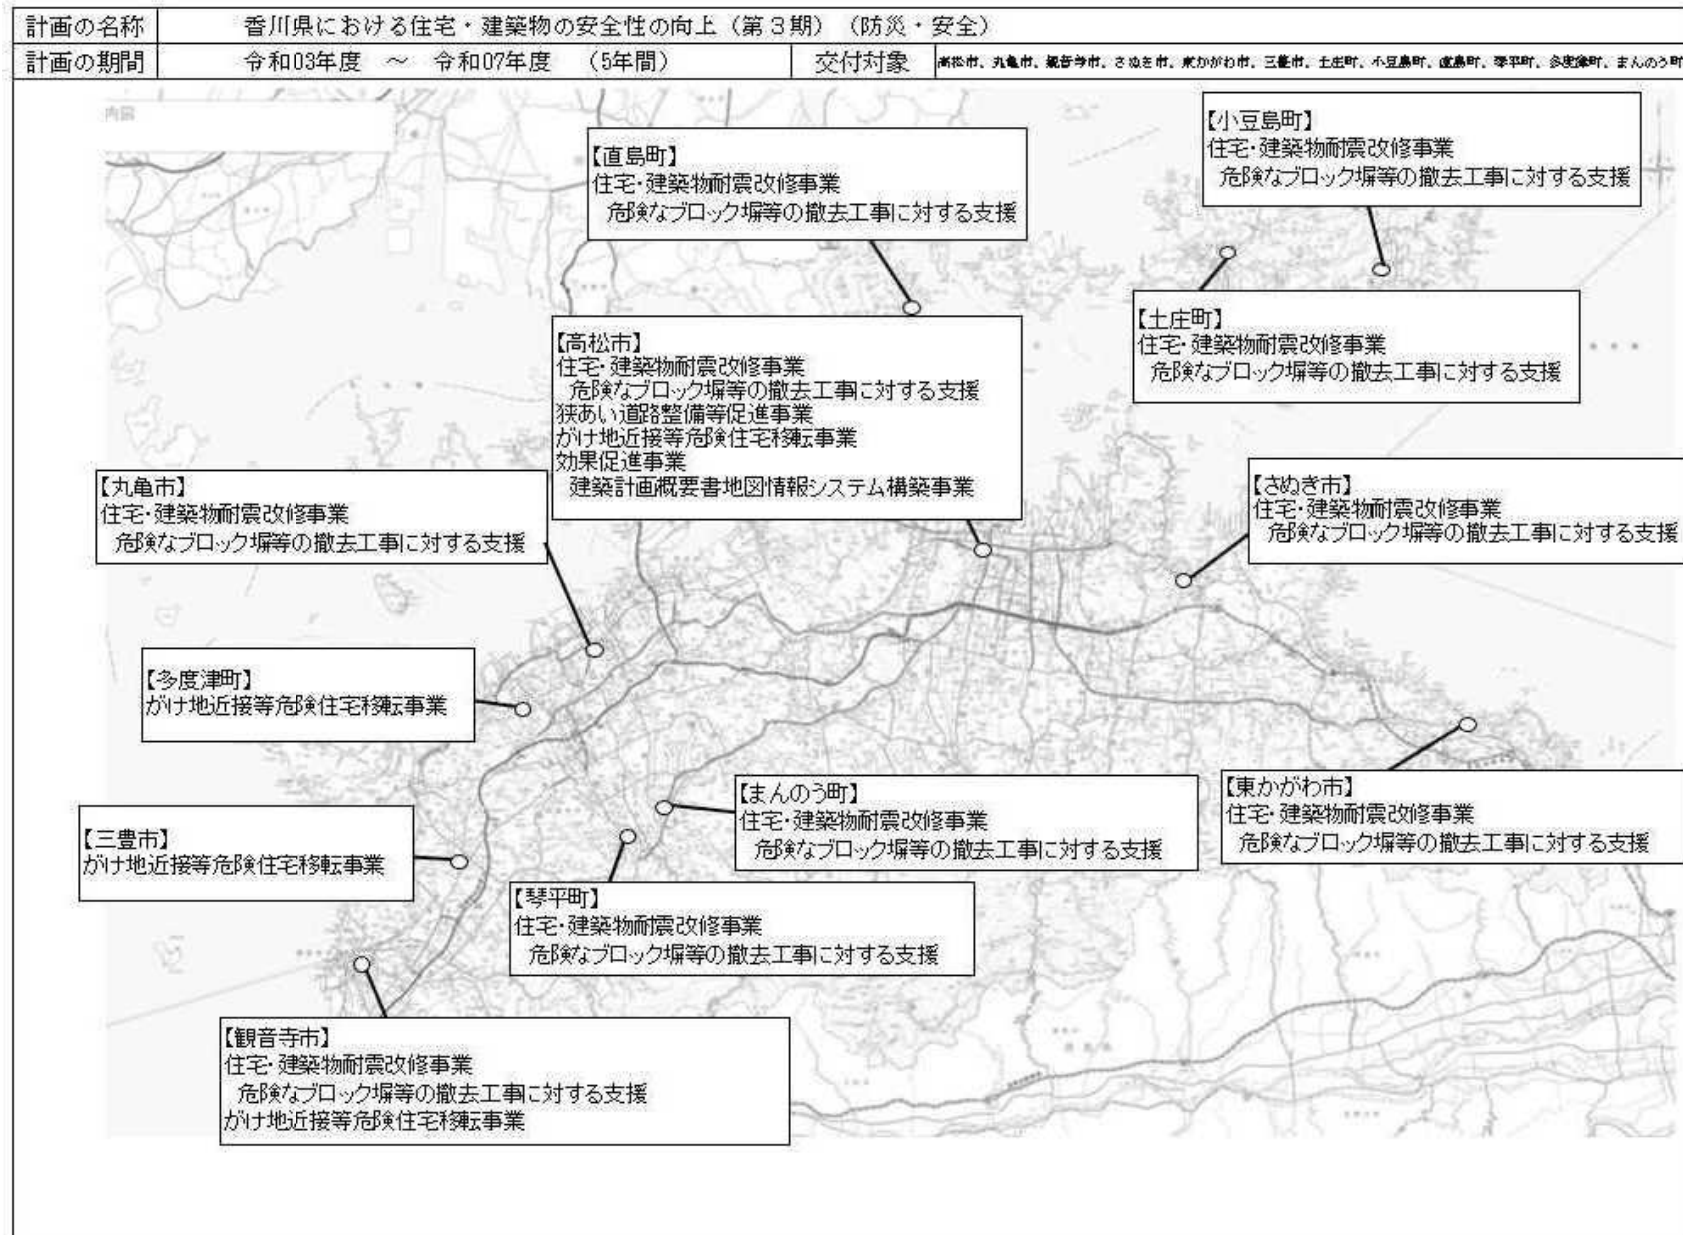 計画の名称 香川県における住宅・建築物の安全性の向上（第３期）（防災・安全）
計画の期間 令和03年度 ～ 令和07年度 （5年間） 交付対象 高松市、丸亀市、観音寺市、さぬき市、東かがわ市、三豊市、土庄町、小豆島町、直島町、琴平町、多度津町、まんのう町
【直島町】
住宅・建築物耐震改修事業
危険なブロック塀等の撤去工事に対する支援
【小豆島町】
住宅・建築物耐震改修事業
危険なブロック塀等の撤去工事に対する支援
【土庄町】
住宅・建築物耐震改修事業
危険なブロック塀等の撤去工事に対する支援
【高松市】
住宅・建築物耐震改修事業
危険なブロック塀等の撤去工事に対する支援
狭あい道路整備等促進事業
がけ地近接等危険住宅移転事業
効果促進事業
建築計画概要書地図情報システム構築事業
【丸亀市】
住宅・建築物耐震改修事業
危険なブロック塀等の撤去工事に対する支援
【さぬき市】
住宅・建築物耐震改修事業
危険なブロック塀等の撤去工事に対する支援
【多度津町】
がけ地近接等危険住宅移転事業
【まんのう町】
住宅・建築物耐震改修事業
危険なブロック塀等の撤去工事に対する支援
【東かがわ市】
住宅・建築物耐震改修事業
危険なブロック塀等の撤去工事に対する支援
【三豊市】
がけ地近接等危険住宅移転事業
【琴平町】
住宅・建築物耐震改修事業
危険なブロック塀等の撤去工事に対する支援
【観音寺市】
住宅・建築物耐震改修事業
危険なブロック塀等の撤去工事に対する支援
がけ地近接等危険住宅移転事業